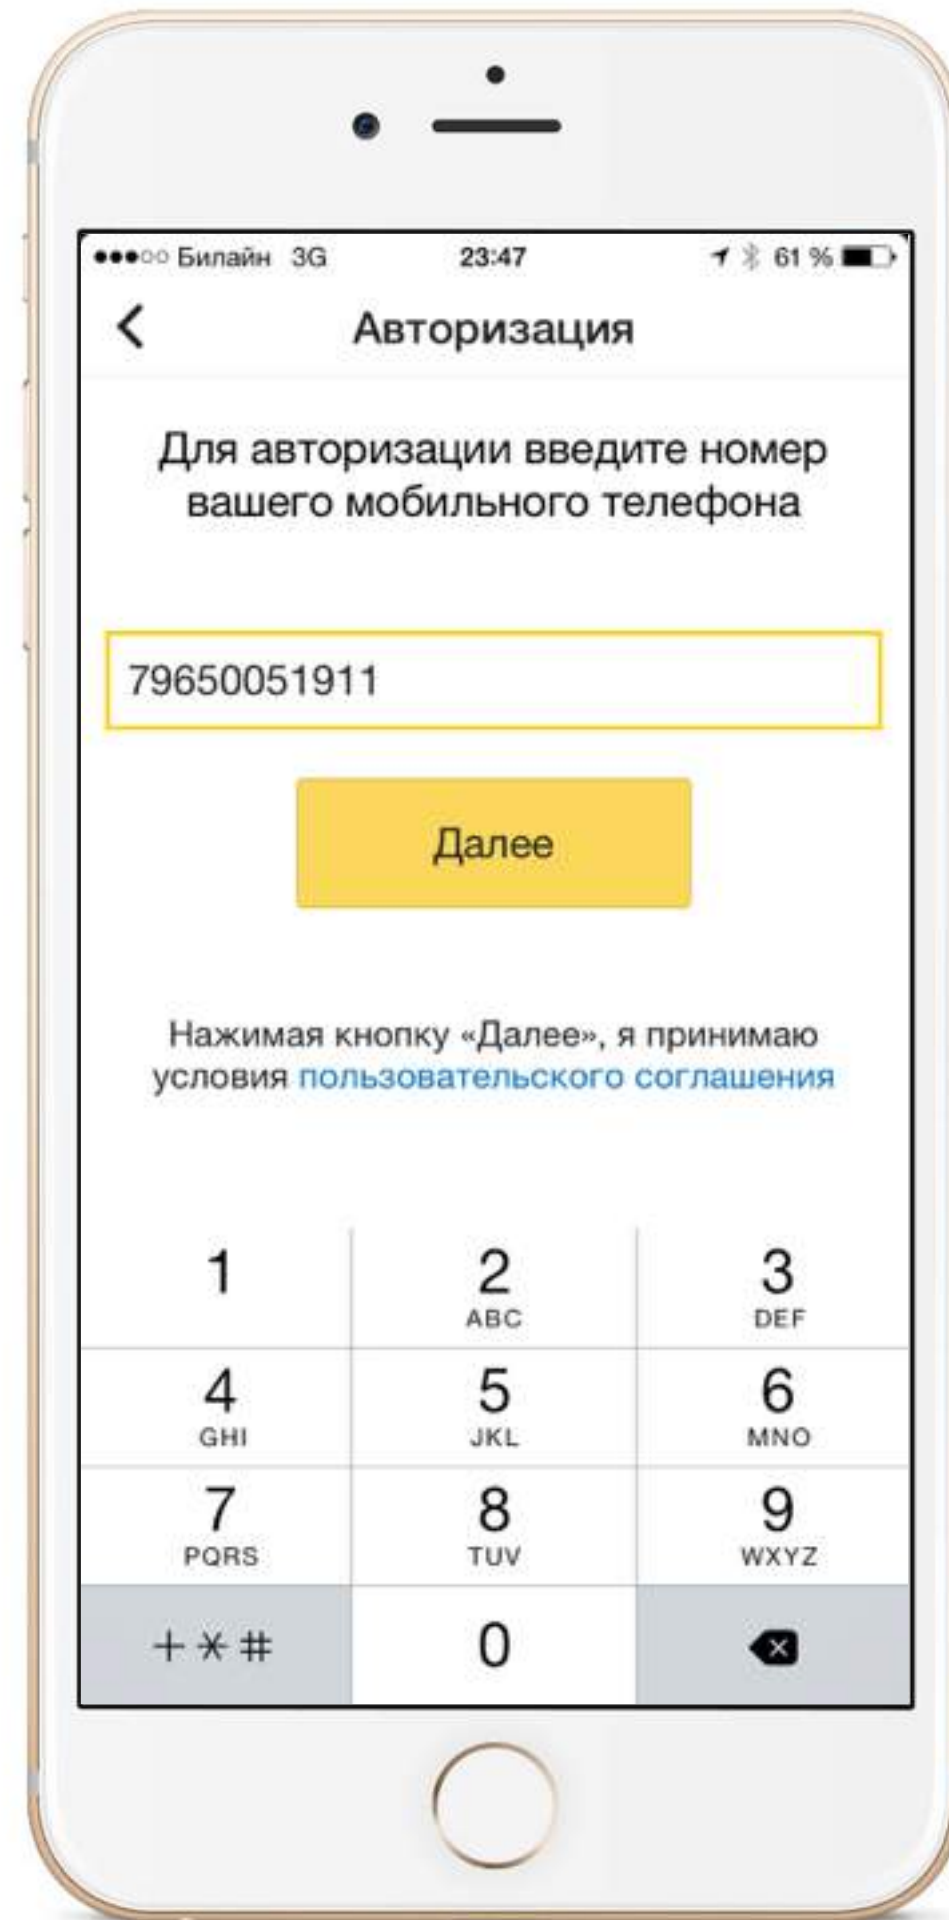 Билайн 3G 23:47 61 %
Авторизация
Для авторизации введите номер
вашего мобильного телефона
79650051911
Далее
Нажимая кнопку «Далее», я принимаю
условия пользовательского соглашения
1 2 3
ABC DEF
4 5 6
GHI JKL MNO
7 8 9
PQRS TUV WXYZ
+*# 0